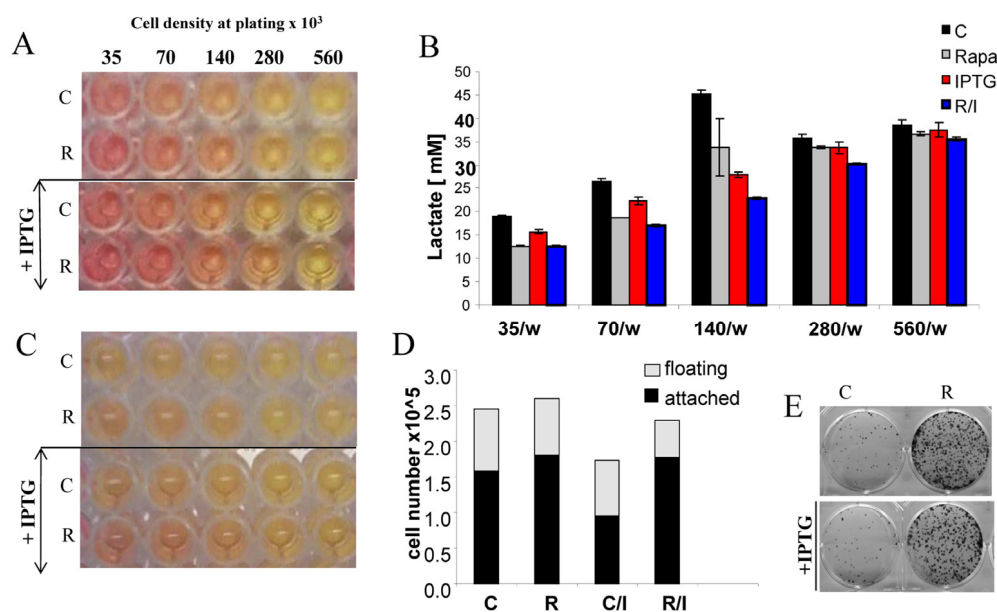 A
Cell density at plating x 10³
35 70 140 280 560
C
R
+ IPTG
C
R
B
C
Rapa
IPTG
R/I
Lactate [ mM]
50
45
40
35
30
25
20
15
10
5
0
35/w 70/w 140/w 280/w 560/w
C
C
R
+ IPTG
C
R
D
floating
attached
cell number x10^5
3.0
2.5
2.0
1.5
1.0
0.5
0.0
C R C/I R/I
E
C R
+IPTG